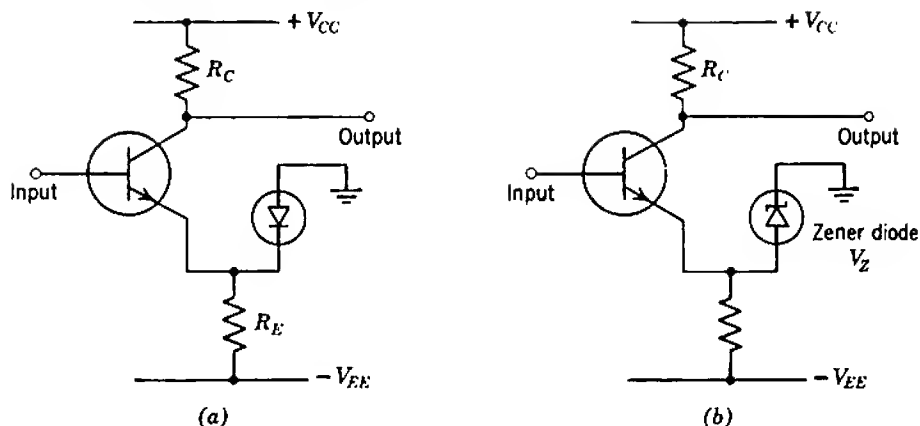 + V_CC
R_C
Output
Input
R_E
− V_EE
(a)
+ V_CC
R_C
Output
Input
Zener diode
V_Z
− V_EE
(b)